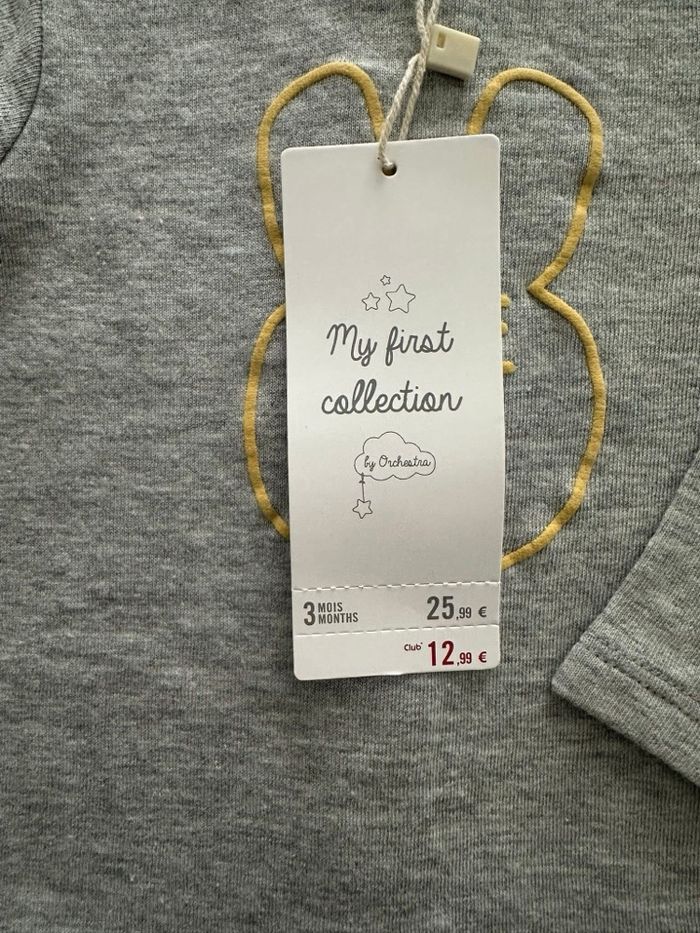 My first
collection
by Orchestra
3 MOIS
MONTHS
25,99 €
Club 12,99 €